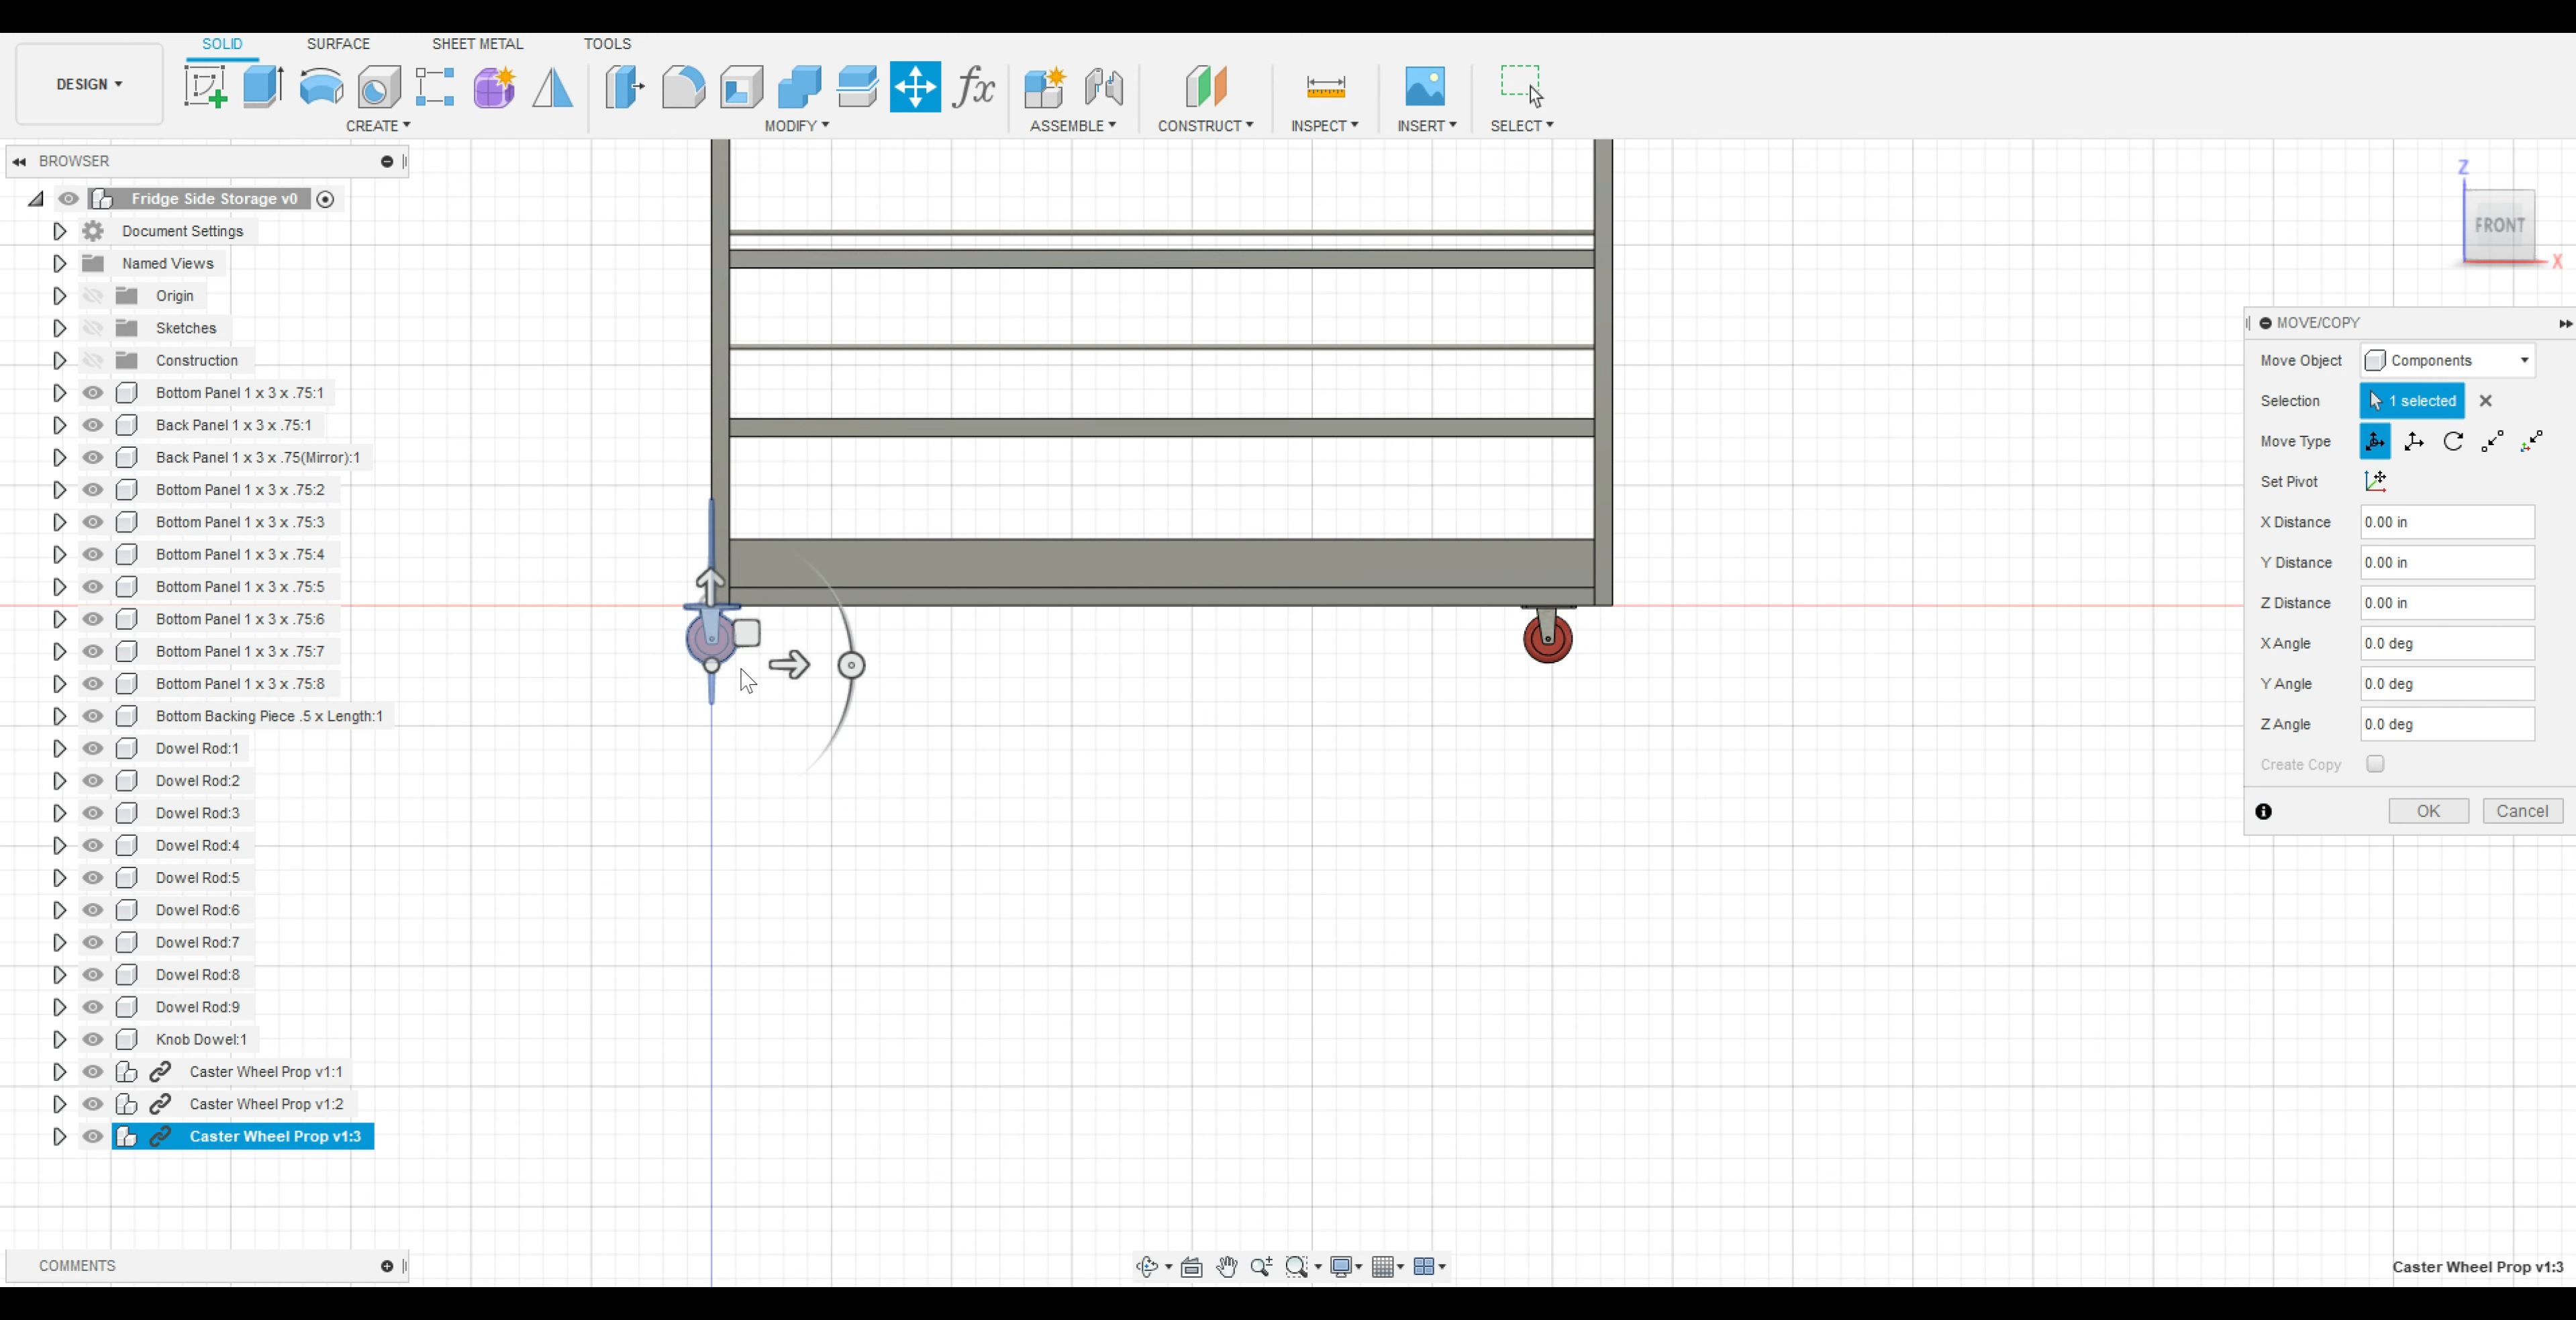 SOLID SURFACE SHEET METAL TOOLS
DESIGN
fx
CREATE MODIFY ASSEMBLE CONSTRUCT INSPECT INSERT SELECT
BROWSER
Fridge Side Storage v0
Document Settings
Named Views
Origin
Sketches
Construction
Bottom Panel 1 x 3 x .75:1
Back Panel 1 x 3 x .75:1
Back Panel 1 x 3 x .75(Mirror):1
Bottom Panel 1 x 3 x .75:2
Bottom Panel 1 x 3 x .75:3
Bottom Panel 1 x 3 x .75:4
Bottom Panel 1 x 3 x .75:5
Bottom Panel 1 x 3 x .75:6
Bottom Panel 1 x 3 x .75:7
Bottom Panel 1 x 3 x .75:8
Bottom Backing Piece .5 x Length:1
Dowel Rod:1
Dowel Rod:2
Dowel Rod:3
Dowel Rod:4
Dowel Rod:5
Dowel Rod:6
Dowel Rod:7
Dowel Rod:8
Dowel Rod:9
Knob Dowel:1
Caster Wheel Prop v1:1
Caster Wheel Prop v1:2
Caster Wheel Prop v1:3
COMMENTS
Z
FRONT
X
MOVE/COPY
Move Object Components
Selection 1 selected
Move Type
Set Pivot
X Distance 0.00 in
Y Distance 0.00 in
Z Distance 0.00 in
X Angle 0.0 deg
Y Angle 0.0 deg
Z Angle 0.0 deg
Create Copy
OK Cancel
Caster Wheel Prop v1:3